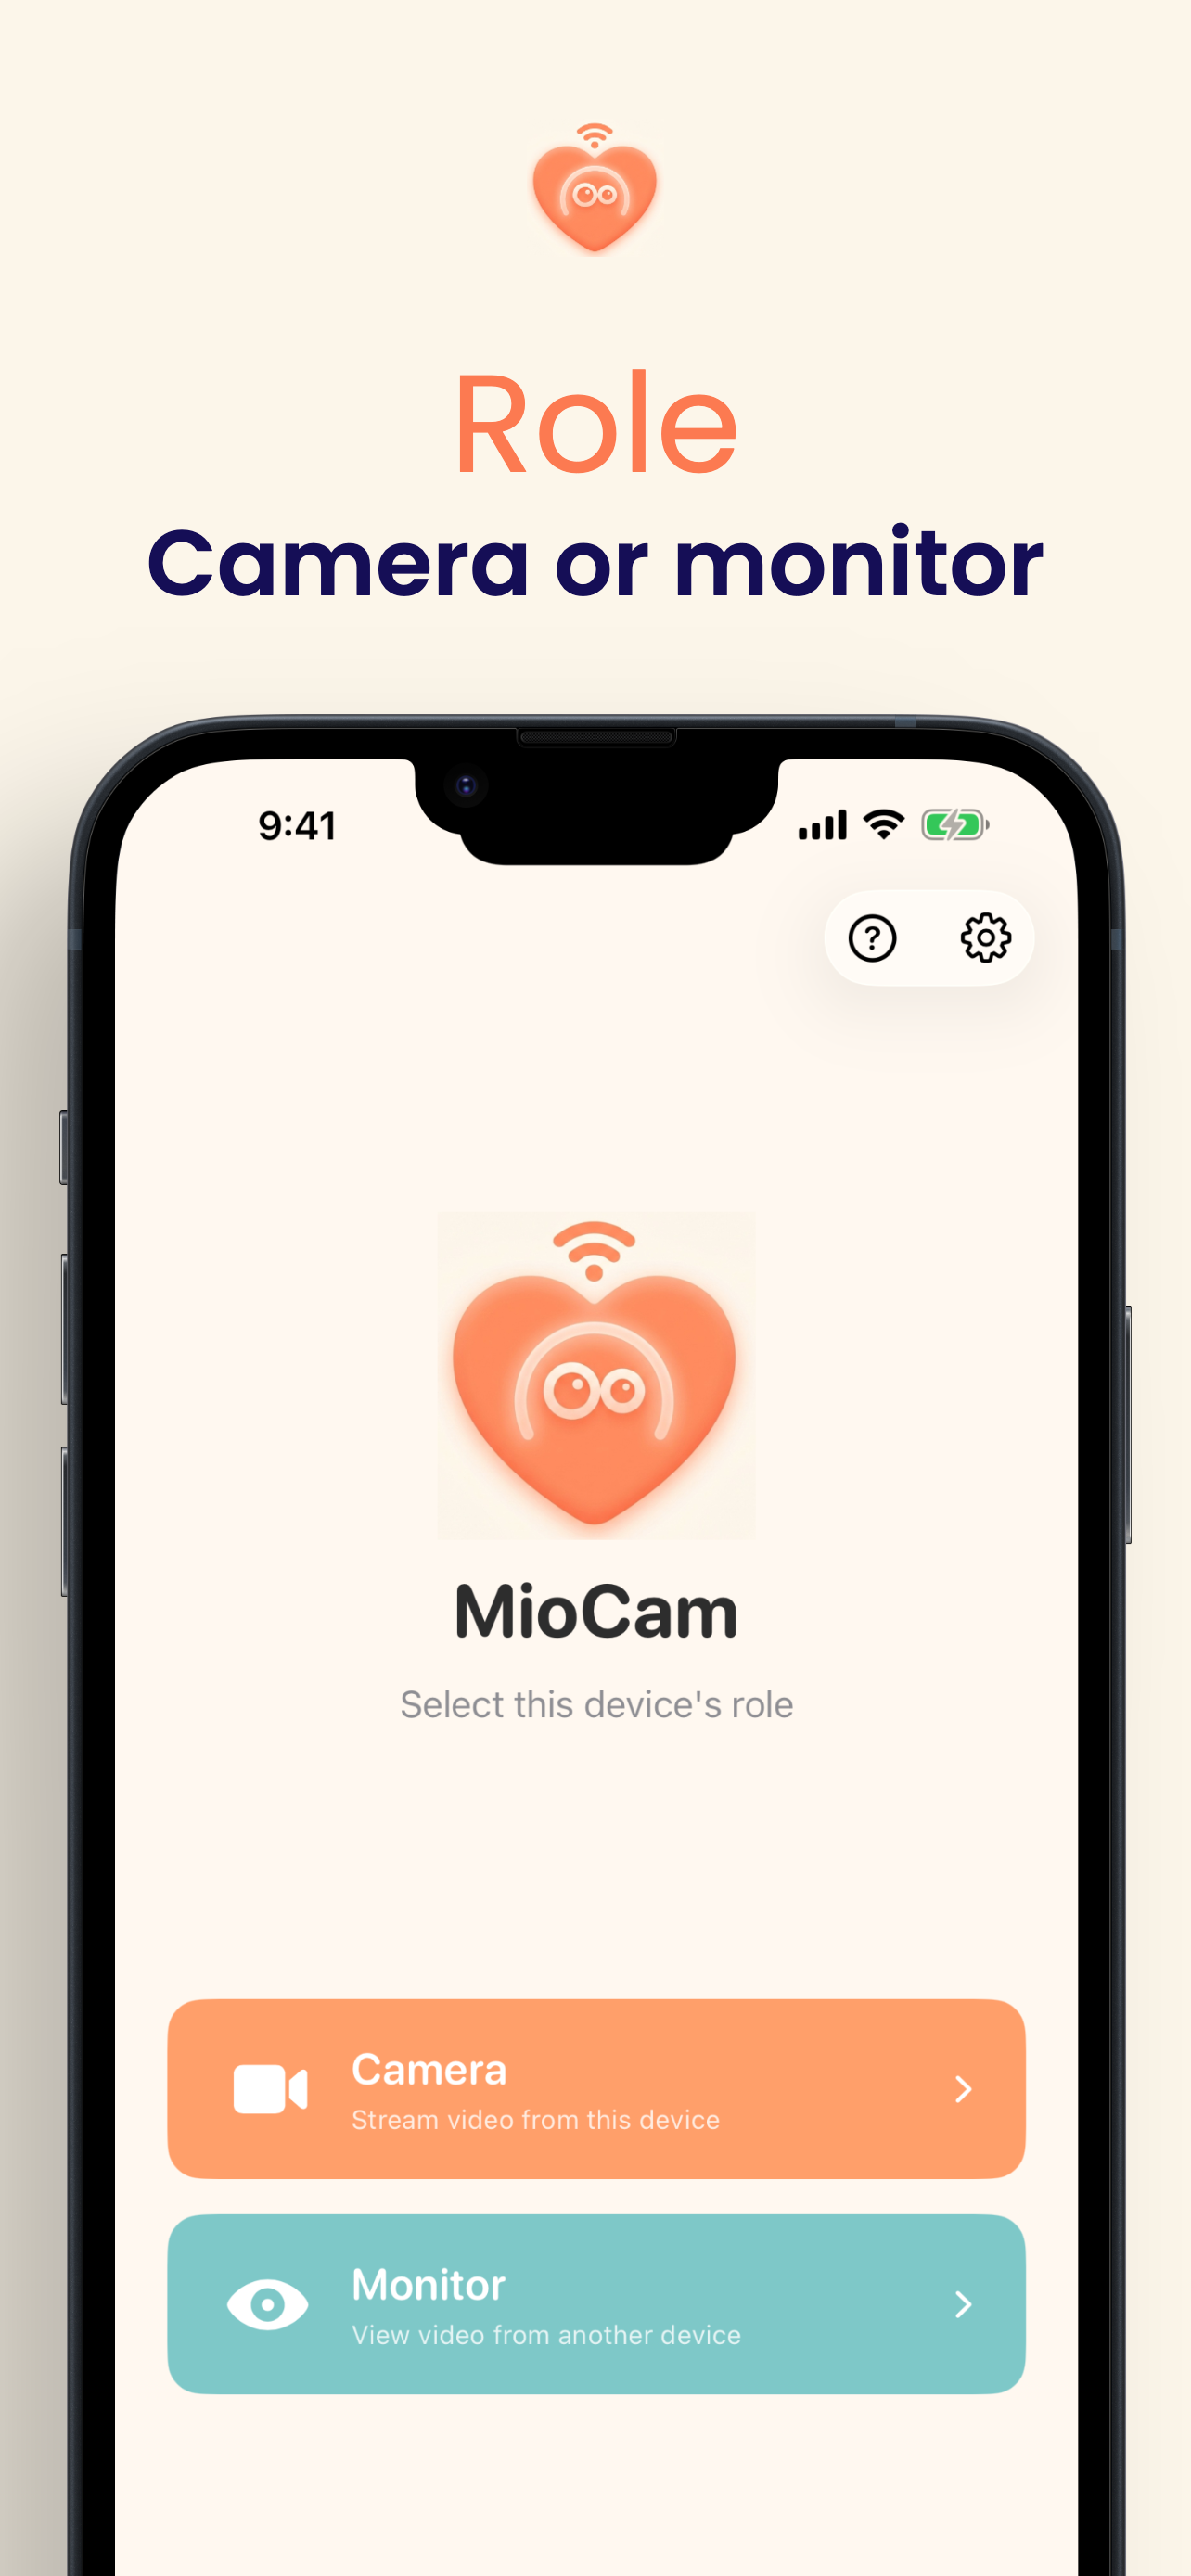 Role
Camera or monitor
9:41
MioCam
Select this device's role
Camera
Stream video from this device
Monitor
View video from another device